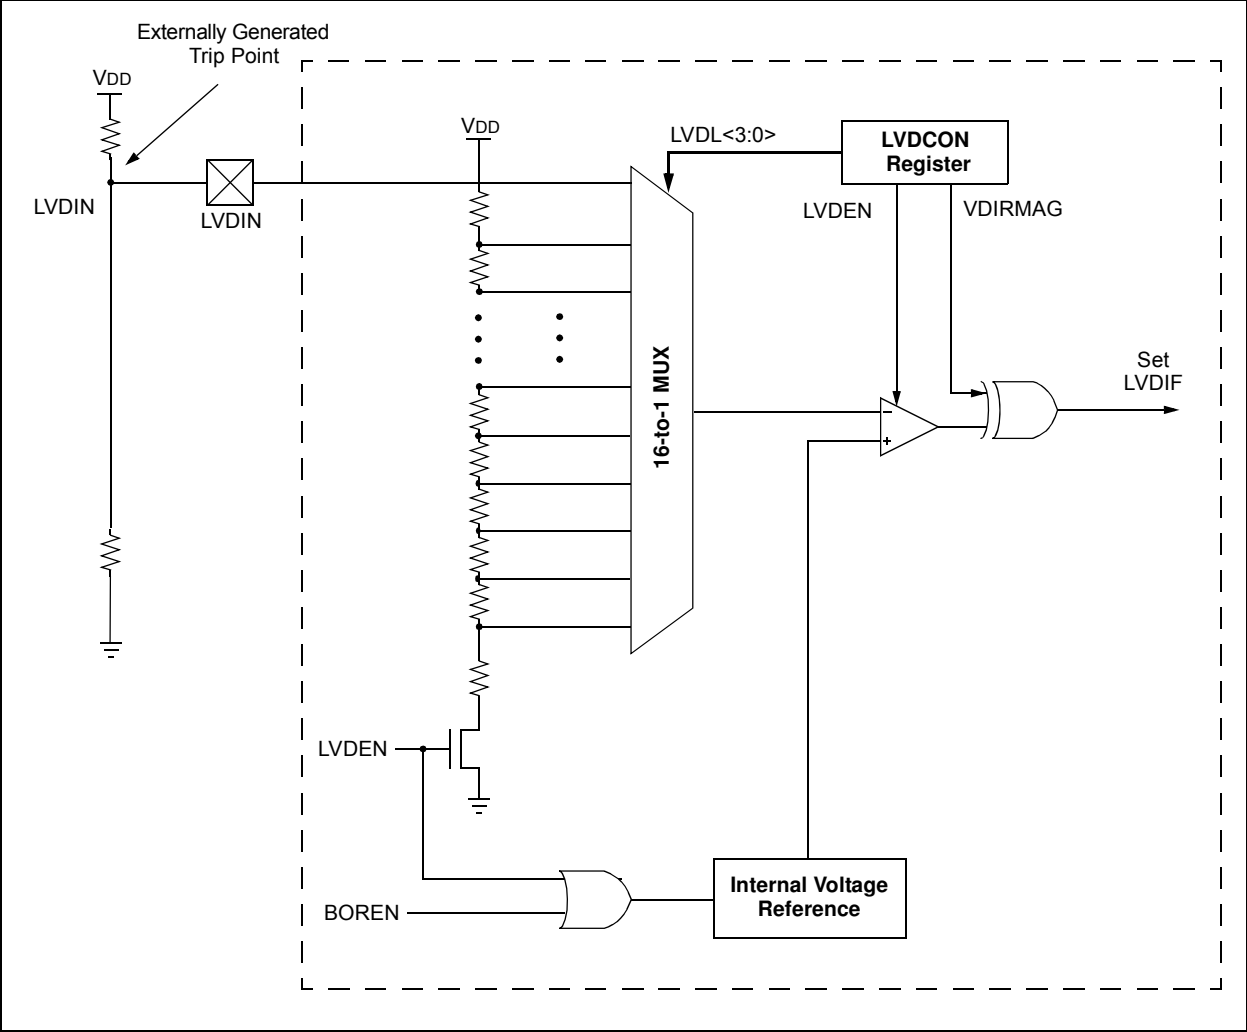 Externally Generated
Trip Point
VDD
VDD
LVDL<3:0>
LVDCON
Register
LVDIN
LVDIN
LVDEN
VDIRMAG
16-to-1 MUX
Set
LVDIF
–
+
LVDEN
BOREN
Internal Voltage
Reference